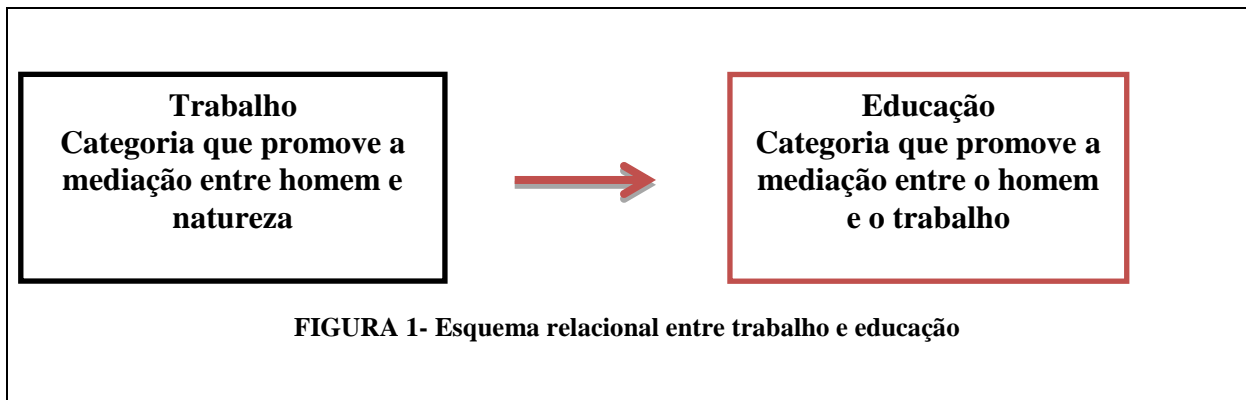 Trabalho
Categoria que promove a
mediação entre homem e
natureza
Educação
Categoria que promove a
mediação entre o homem
e o trabalho
FIGURA 1- Esquema relacional entre trabalho e educação